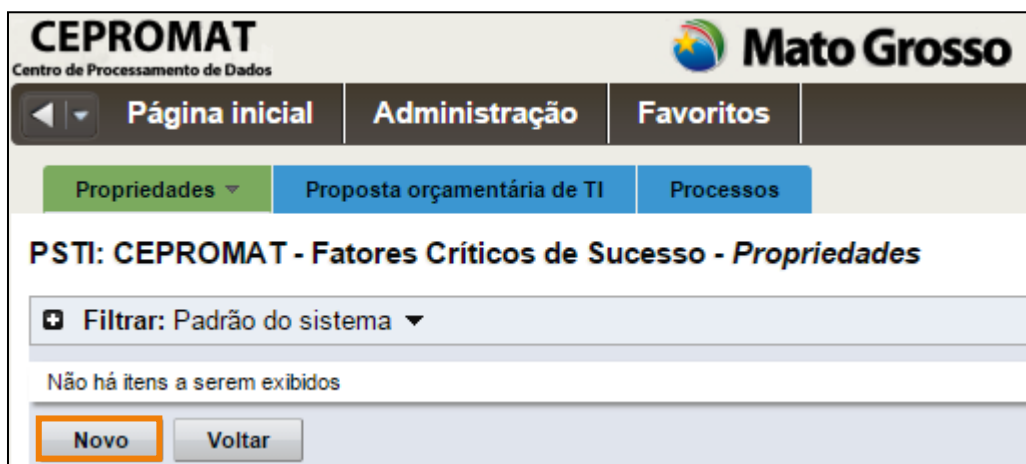 CEPROMAT
Centro de Processamento de Dados
Mato Grosso
Página inicial Administração Favoritos
Propriedades Proposta orçamentária de TI Processos
PSTI: CEPROMAT - Fatores Críticos de Sucesso - Propriedades
Filtrar: Padrão do sistema
Não há itens a serem exibidos
Novo Voltar